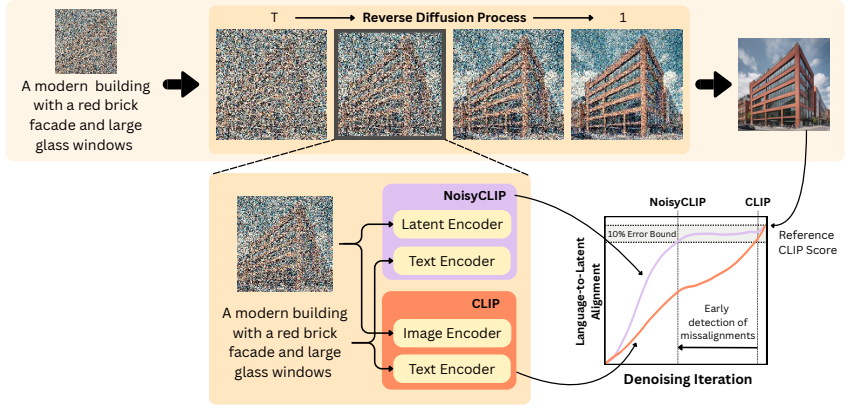 T
Reverse Diffusion Process
1
A modern building
with a red brick
facade and large
glass windows
NoisyCLIP
Latent Encoder
Text Encoder
CLIP
Image Encoder
Text Encoder
A modern building
with a red brick
facade and large
glass windows
NoisyCLIP
CLIP
10% Error Bound
Reference
CLIP Score
Language-to-Latent
Alignment
Early
detection of
missalignments
Denoising Iteration